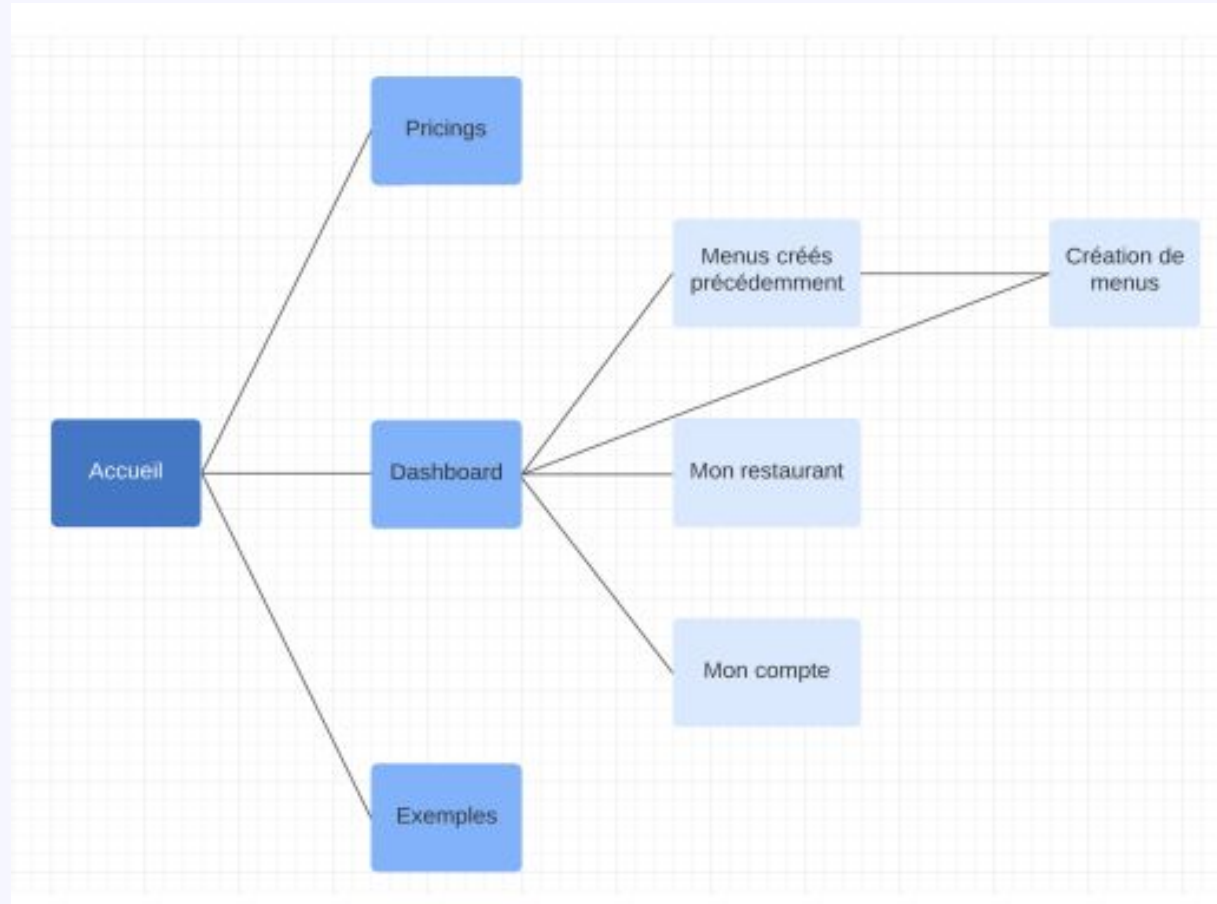 Pricings
Menus créés
précédemment
Création de
menus
Accueil
Dashboard
Mon restaurant
Mon compte
Exemples